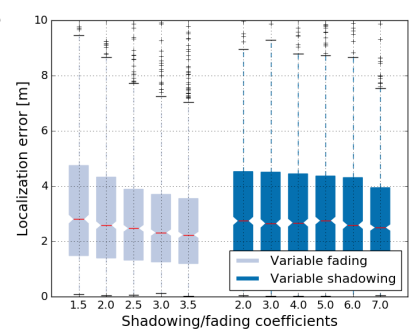 10
8
6
4
2
0
Localization error [m]
1.5 2.0 2.5 3.0 3.5 2.0 3.0 4.0 5.0 6.0 7.0
Shadowing/fading coefficients
Variable fading
Variable shadowing